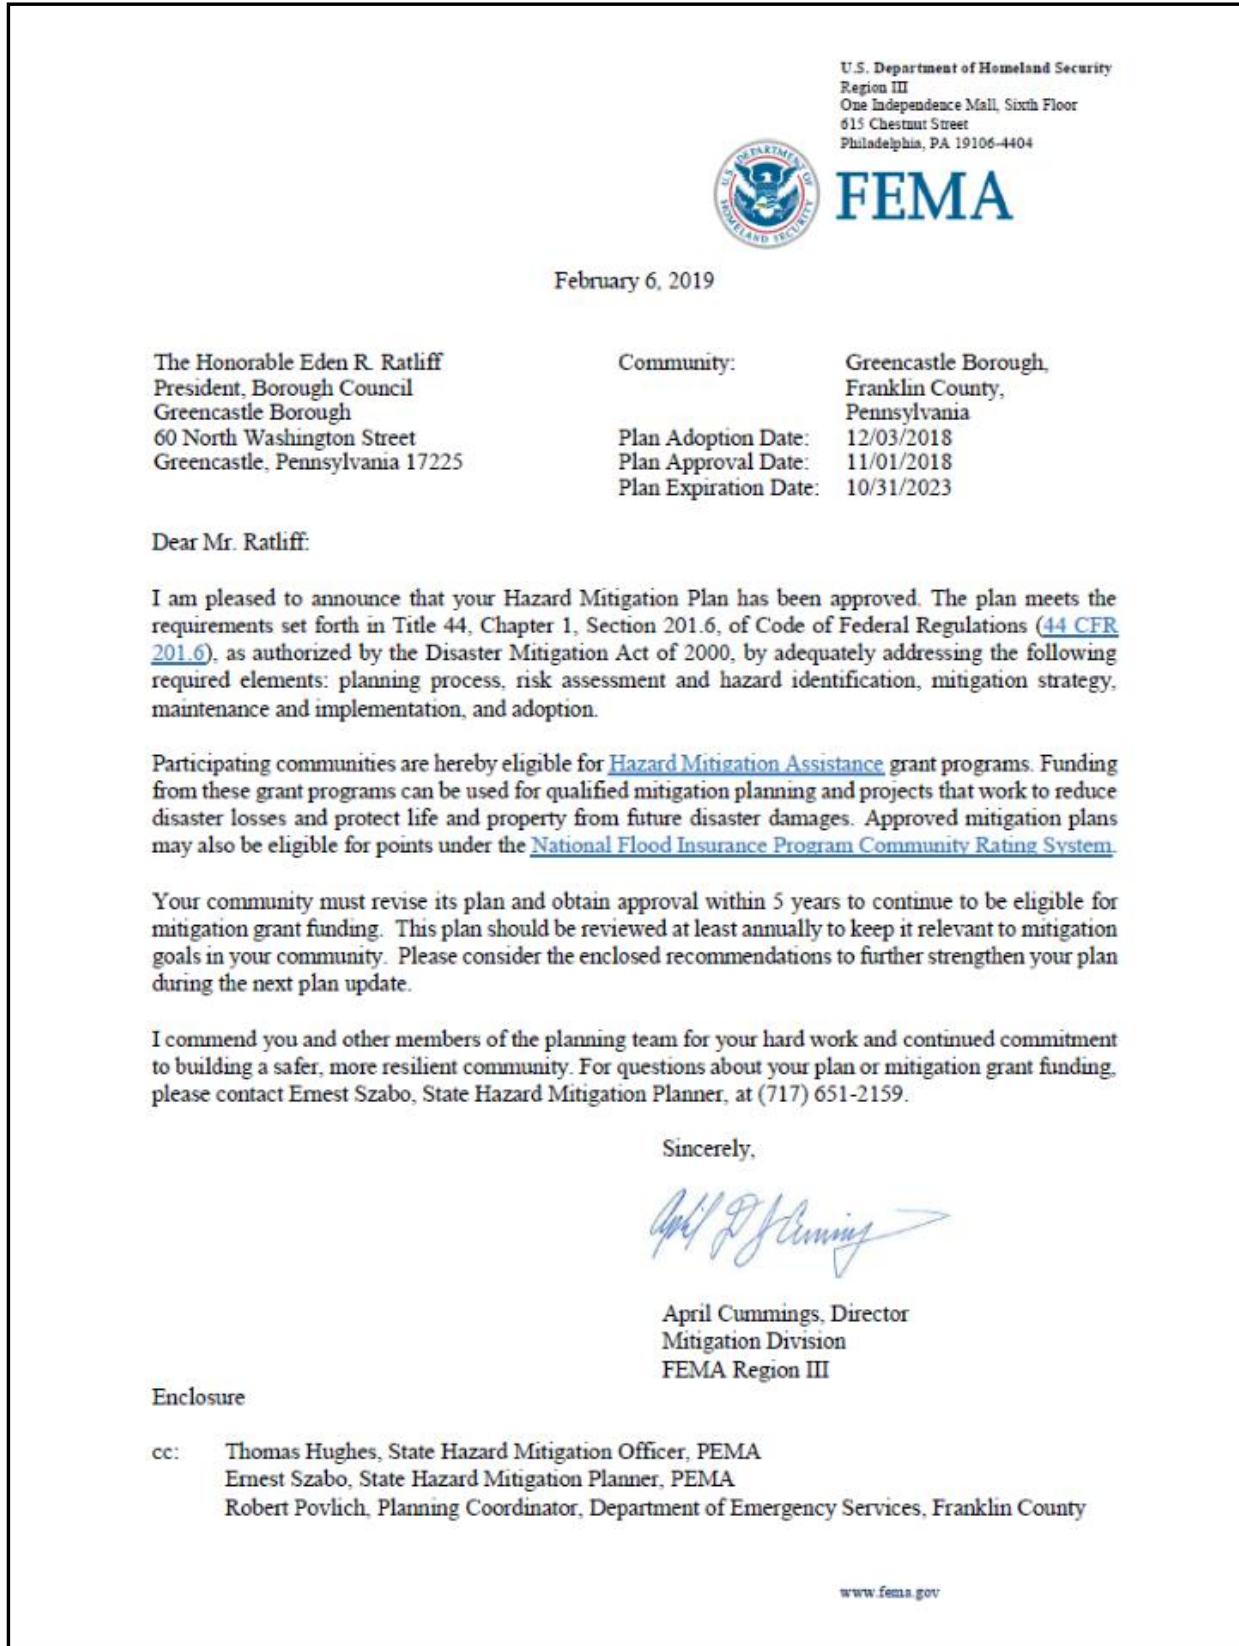 U.S. Department of Homeland Security
Region III
One Independence Mall, Sixth Floor
615 Chestnut Street
Philadelphia, PA 19106-4404
U.S. DEPARTMENT OF HOMELAND SECURITY
FEMA
February 6, 2019
The Honorable Eden R. Ratliff
President, Borough Council
Greencastle Borough
60 North Washington Street
Greencastle, Pennsylvania 17225
Community: Greencastle Borough,
Franklin County,
Pennsylvania
Plan Adoption Date: 12/03/2018
Plan Approval Date: 11/01/2018
Plan Expiration Date: 10/31/2023
Dear Mr. Ratliff:
I am pleased to announce that your Hazard Mitigation Plan has been approved. The plan meets the
requirements set forth in Title 44, Chapter 1, Section 201.6, of Code of Federal Regulations (44 CFR
201.6), as authorized by the Disaster Mitigation Act of 2000, by adequately addressing the following
required elements: planning process, risk assessment and hazard identification, mitigation strategy,
maintenance and implementation, and adoption.
Participating communities are hereby eligible for Hazard Mitigation Assistance grant programs. Funding
from these grant programs can be used for qualified mitigation planning and projects that work to reduce
disaster losses and protect life and property from future disaster damages. Approved mitigation plans
may also be eligible for points under the National Flood Insurance Program Community Rating System.
Your community must revise its plan and obtain approval within 5 years to continue to be eligible for
mitigation grant funding. This plan should be reviewed at least annually to keep it relevant to mitigation
goals in your community. Please consider the enclosed recommendations to further strengthen your plan
during the next plan update.
I commend you and other members of the planning team for your hard work and continued commitment
to building a safer, more resilient community. For questions about your plan or mitigation grant funding,
please contact Ernest Szabo, State Hazard Mitigation Planner, at (717) 651-2159.
Sincerely,
April D J Cummings
April Cummings, Director
Mitigation Division
FEMA Region III
Enclosure
cc: Thomas Hughes, State Hazard Mitigation Officer, PEMA
Ernest Szabo, State Hazard Mitigation Planner, PEMA
Robert Povlich, Planning Coordinator, Department of Emergency Services, Franklin County
www.fema.gov